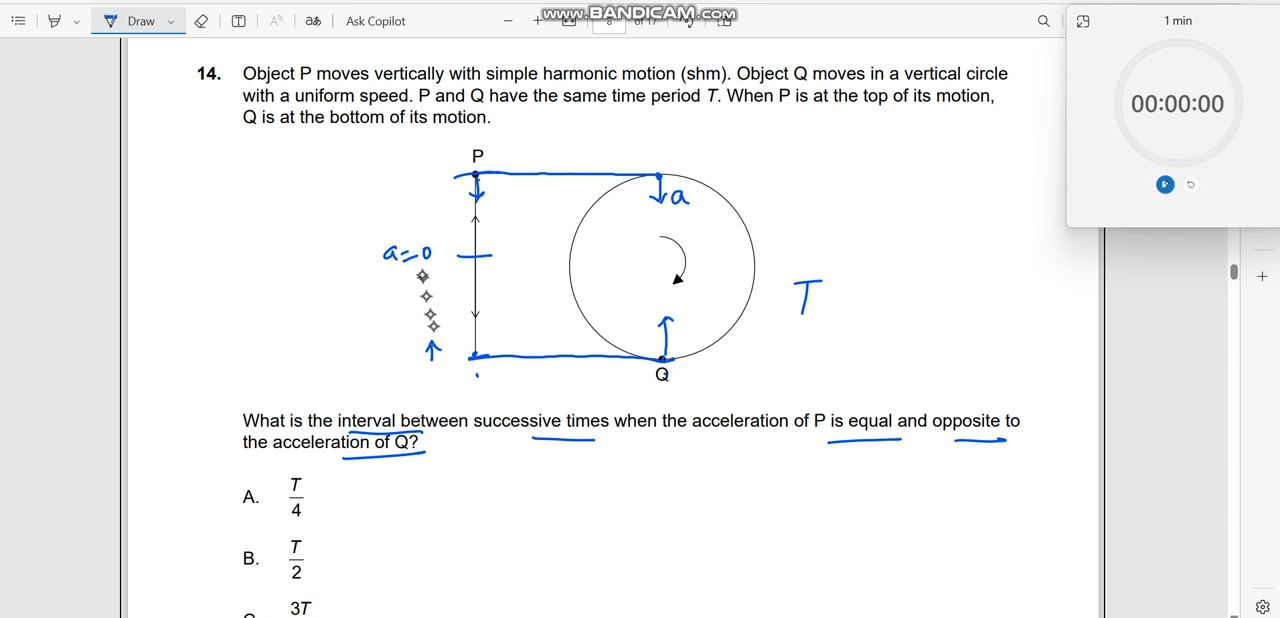 www.BANDICAM.com
Draw
Ask Copilot
8 of 17
1 min
00:00:00
14. Object P moves vertically with simple harmonic motion (shm). Object Q moves in a vertical circle
with a uniform speed. P and Q have the same time period T. When P is at the top of its motion,
Q is at the bottom of its motion.
P
a
a=0
T
Q
What is the interval between successive times when the acceleration of P is equal and opposite to
the acceleration of Q?
A. T
4
B. T
2
3T